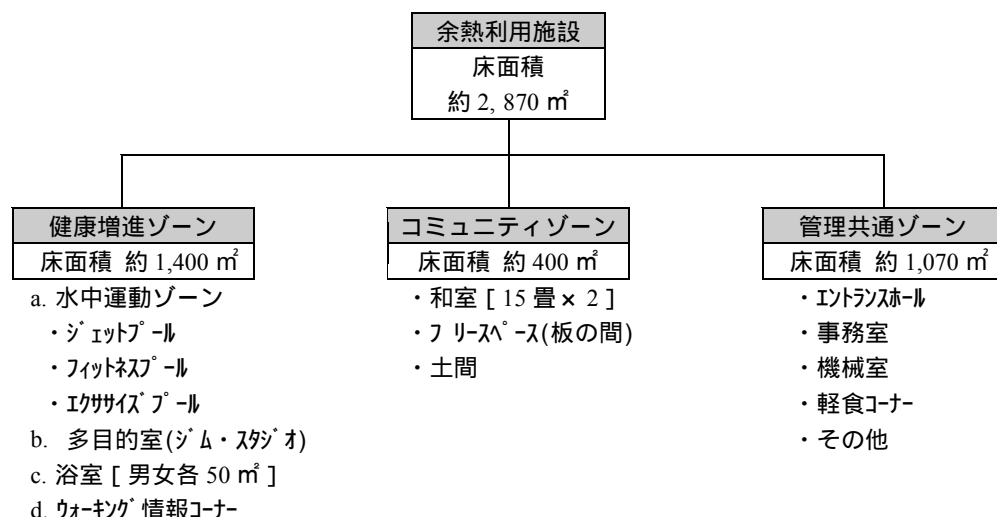 余熱利用施設
床面積
約 2, 870 ㎡
健康増進ゾーン
床面積 約 1,400 ㎡
a. 水中運動ゾーン
・ｼﾞｪｯﾄﾌﾟｰﾙ
・ﾌｨｯﾄﾈｽﾌﾟｰﾙ
・ｴｸｻｻｲｽﾞﾌﾟｰﾙ
b. 多目的室(ｼﾞﾑ・ｽﾀｼﾞｵ)
c. 浴室 [ 男女各 50 ㎡ ]
d. ｳｫｰｷﾝｸﾞ情報ｺｰﾅｰ
コミュニティゾーン
床面積 約 400 ㎡
・和室 [ 15 畳 × 2 ]
・ﾌﾘｰｽﾍﾟｰｽ(板の間)
・土間
管理共通ゾーン
床面積 約 1,070 ㎡
・ｴﾝﾄﾗﾝｽﾎｰﾙ
・事務室
・機械室
・軽食ｺｰﾅｰ
・その他